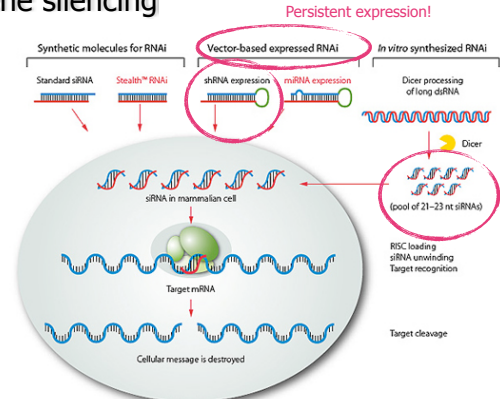 ne silencing
Persistent expression!
Synthetic molecules for RNAi
Vector-based expressed RNAi
In vitro synthesized RNAi
Standard siRNA
Stealth™ RNAi
shRNA expression
miRNA expression
Dicer processing
of long dsRNA
Dicer
siRNA in mammalian cell
(pool of 21–23 nt siRNAs)
RISC loading
siRNA unwinding
Target recognition
Target mRNA
Target cleavage
Cellular message is destroyed